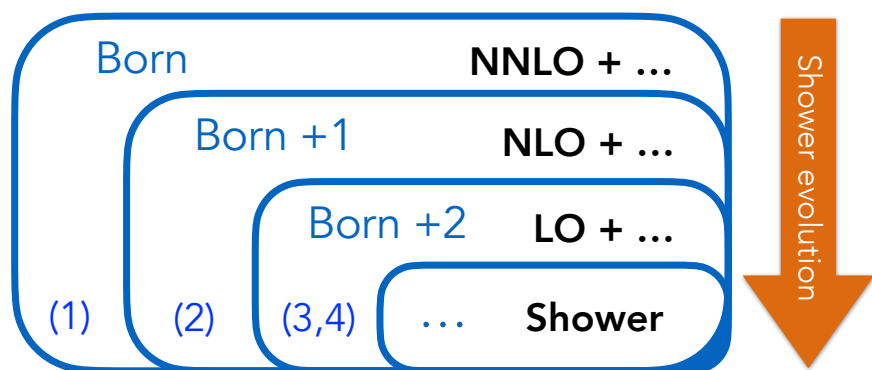 Born NNLO + ...
Born +1 NLO + ...
Born +2 LO + ...
(1) (2) (3,4) ... Shower
Shower evolution